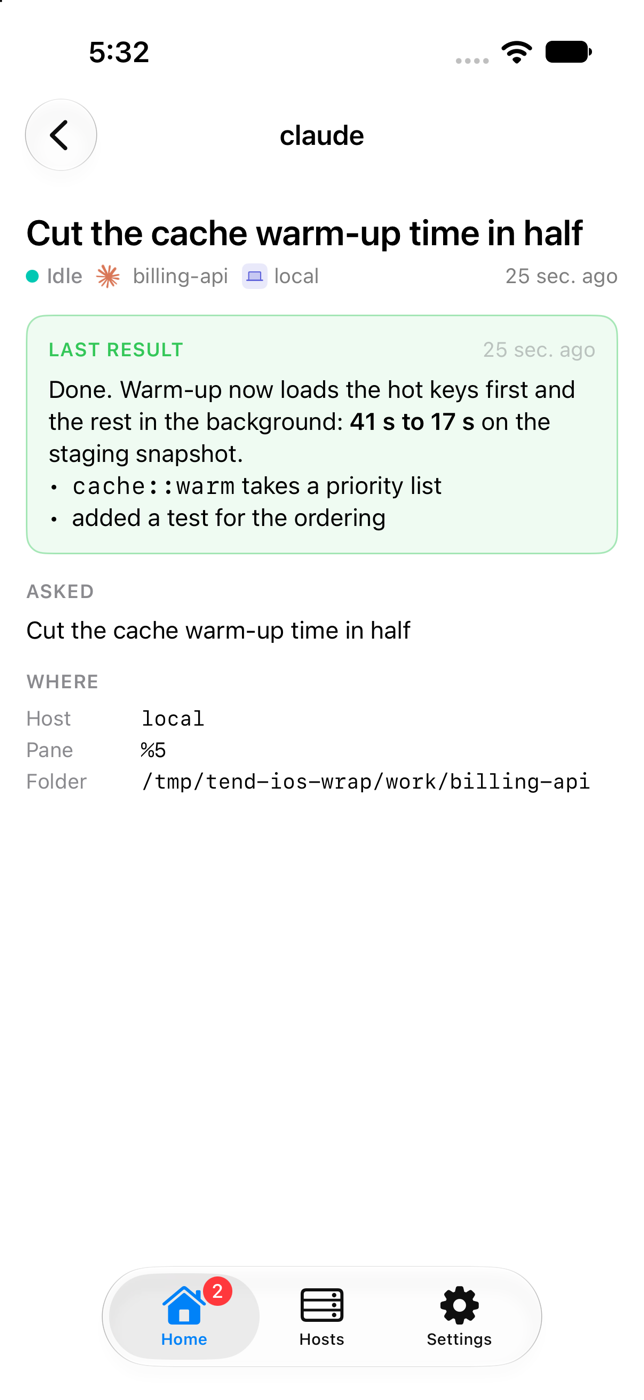 5:32
claude
Cut the cache warm-up time in half
Idle billing-api local 25 sec. ago
LAST RESULT 25 sec. ago
Done. Warm-up now loads the hot keys first and
the rest in the background: 41 s to 17 s on the
staging snapshot.
• cache::warm takes a priority list
• added a test for the ordering
ASKED
Cut the cache warm-up time in half
WHERE
Host local
Pane %5
Folder /tmp/tend-ios-wrap/work/billing-api
2
Home Hosts Settings